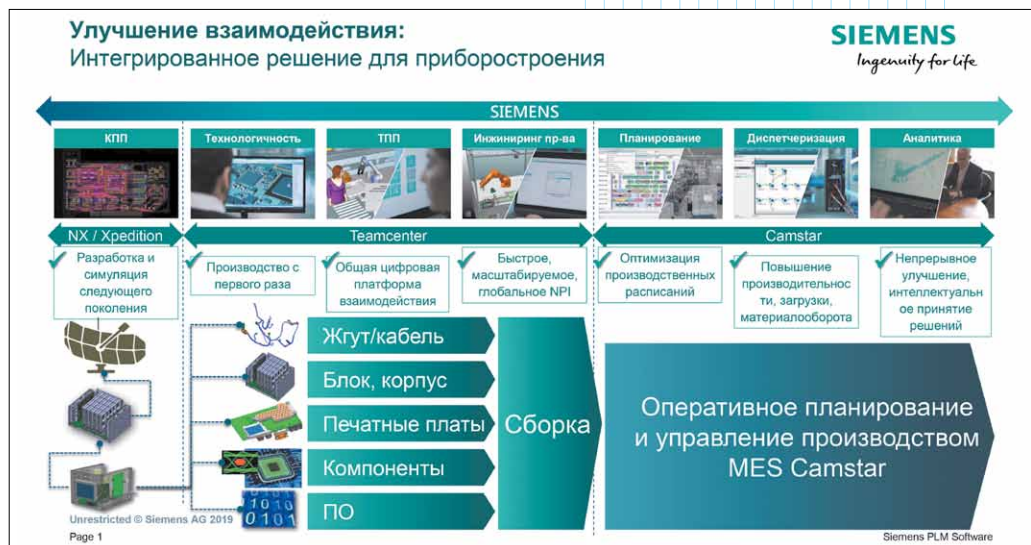 Улучшение взаимодействия:
Интегрированное решение для приборостроения
SIEMENS
Ingenuity for life
SIEMENS
КПП
Технологичность
ТПП
Инжиниринг пр-ва
Планирование
Диспетчеризация
Аналитика
NX / Xpedition
Teamcenter
Camstar
Разработка и
симуляция
следующего
поколения
Производство с
первого раза
Общая цифровая
платформа
взаимодействия
Быстрое,
масштабируемое,
глобальное NPI
Оптимизация
производственных
расписаний
Повышение
производительнос
ти, загрузки,
материалооборота
Непрерывное
улучшение,
интеллектуальн
ое принятие
решений
Жгут/кабель
Блок, корпус
Печатные платы
Компоненты
ПО
Сборка
Оперативное планирование
и управление производством
MES Camstar
Unrestricted © Siemens AG 2019
Page 1
Siemens PLM Software